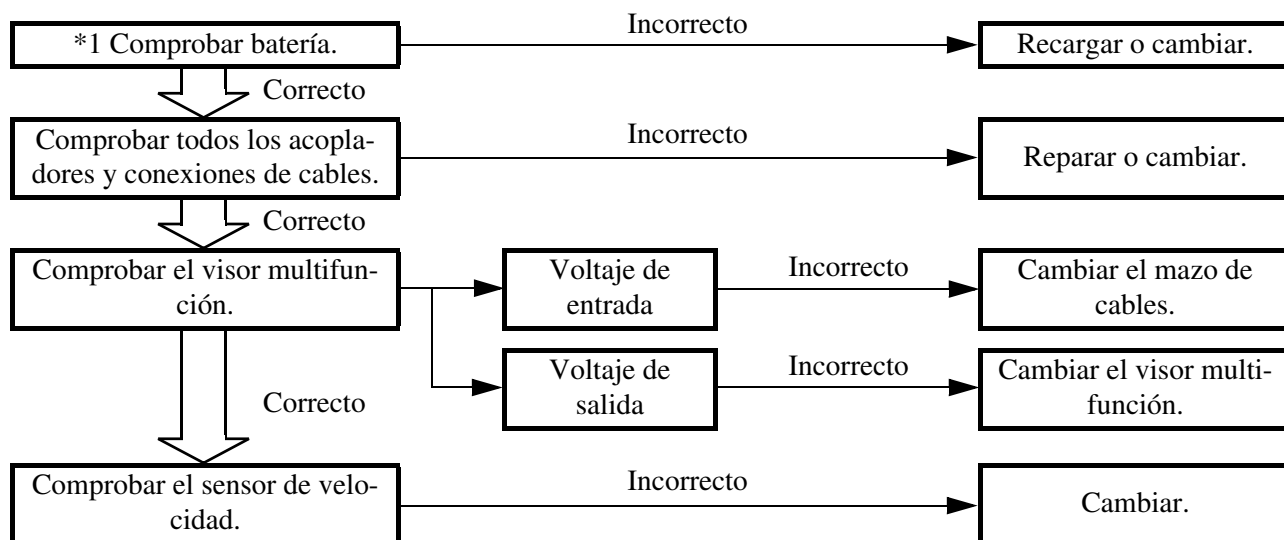 Incorrecto
*1 Comprobar batería.
Recargar o cambiar.
Correcto
Comprobar todos los acopla-
dores y conexiones de cables.
Incorrecto
Reparar o cambiar.
Correcto
Comprobar el visor multifun-
ción.
Voltaje de
entrada
Incorrecto
Cambiar el mazo de
cables.
Voltaje de
salida
Incorrecto
Cambiar el visor multi-
función.
Correcto
Comprobar el sensor de velo-
cidad.
Incorrecto
Cambiar.